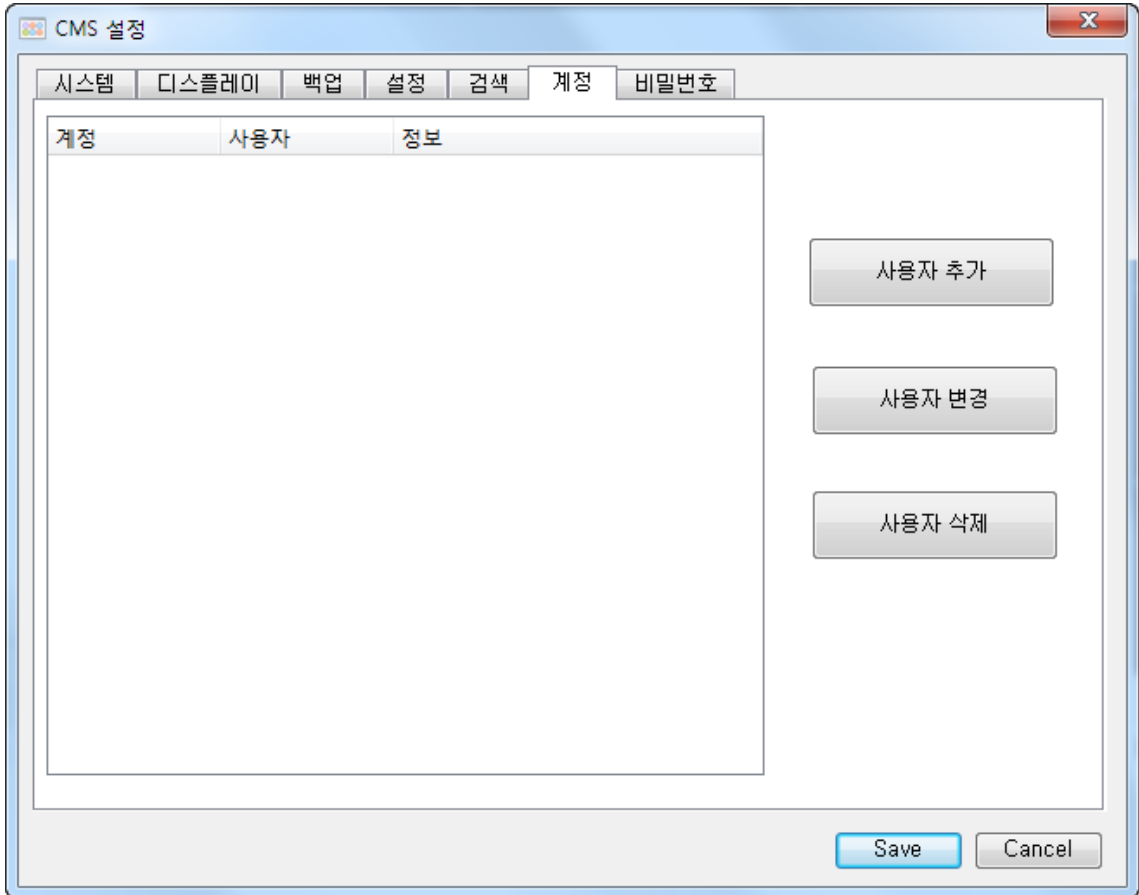 CMS 설정
시스템 디스플레이 백업 설정 검색 계정 비밀번호
계정 사용자 정보
사용자 추가
사용자 변경
사용자 삭제
Save Cancel